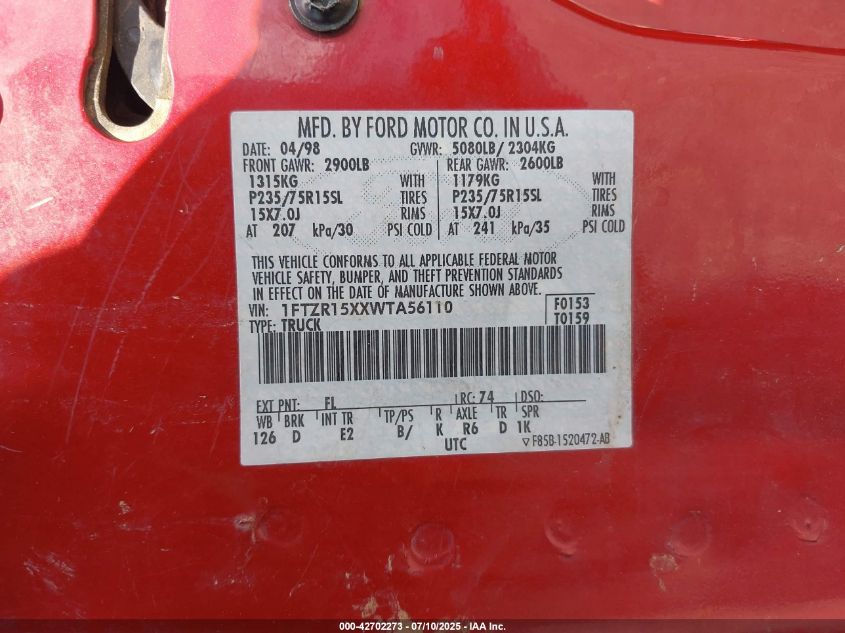 MFD. BY FORD MOTOR CO. IN U.S.A.
DATE: 04/98 GVWR: 5080LB/ 2304KG
FRONT GAWR: 2900LB REAR GAWR: 2600LB
1315KG WITH 1179KG WITH
P235/75R15SL TIRES P235/75R15SL TIRES
15X7.0J RIMS 15X7.0J RIMS
AT 207 kPa/30 PSI COLD AT 241 kPa/35 PSI COLD
THIS VEHICLE CONFORMS TO ALL APPLICABLE FEDERAL MOTOR
VEHICLE SAFETY, BUMPER, AND THEFT PREVENTION STANDARDS
IN EFFECT ON THE DATE OF MANUFACTURE SHOWN ABOVE.
VIN: 1FTZR15XXWTA56110 F0153
TYPE: TRUCK T0159
EXT PNT: FL RC: 74 DSO:
WB BRK INT TR TP/PS R AXLE TR SPR
126 D E2 B/ K R6 D 1K
UTC ▽ F85B-1520472-AB
000-42702273 - 07/10/2025 - IAA Inc.